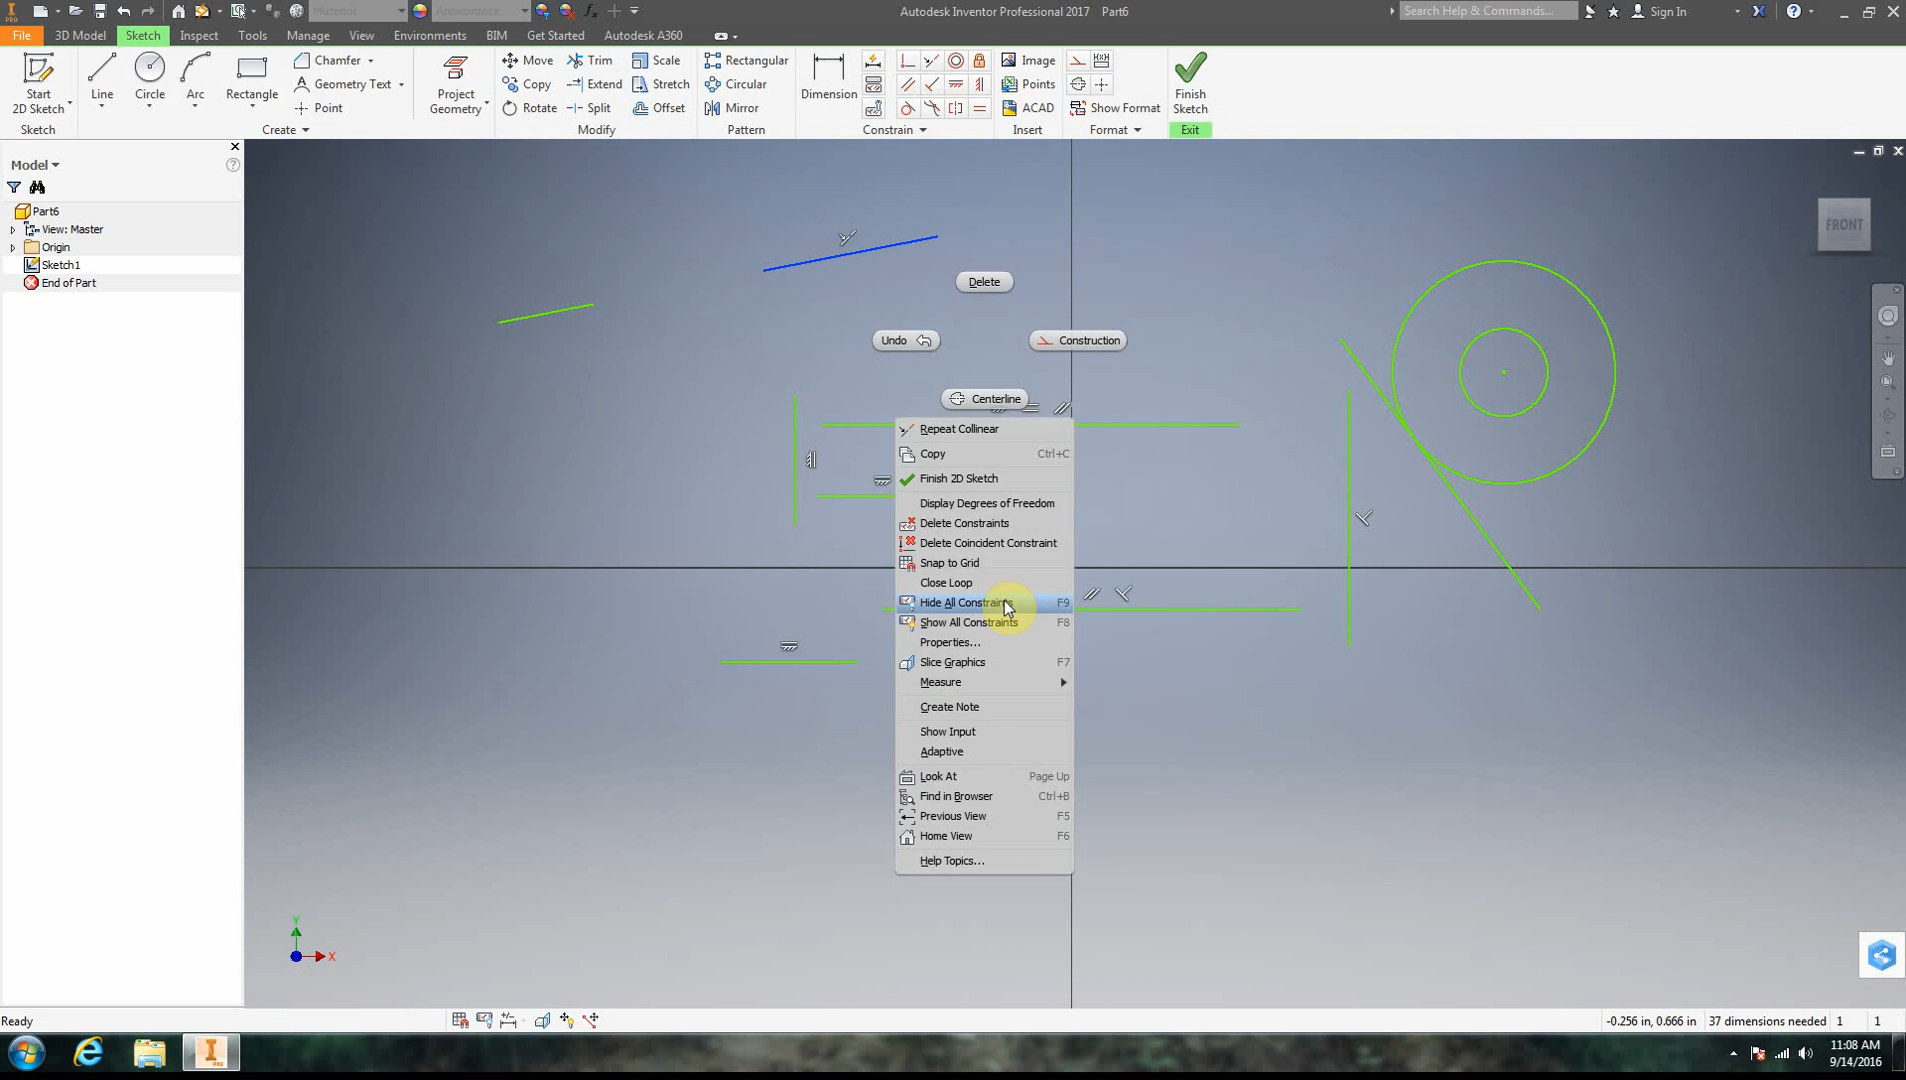 PRO
Material
Appearance
Autodesk Inventor Professional 2017 Part6
Search Help & Commands...
Sign In
File 3D Model Sketch Inspect Tools Manage View Environments BIM Get Started Autodesk A360
Start
2D Sketch
Line
Circle
Arc
Rectangle
Chamfer
Geometry Text
Point
Project
Geometry
Move
Copy
Rotate
Trim
Extend
Split
Scale
Stretch
Offset
Rectangular
Circular
Mirror
Dimension
Image
Points
ACAD
Show Format
Finish
Sketch
Sketch Create Modify Pattern Constrain Insert Format Exit
Model
Part6
View: Master
Origin
Sketch1
End of Part
FRONT
Delete
Undo
Construction
Centerline
Repeat Collinear
Copy Ctrl+C
Finish 2D Sketch
Display Degrees of Freedom
Delete Constraints
Delete Coincident Constraint
Snap to Grid
Close Loop
Hide All Constraints F9
Show All Constraints F8
Properties...
Slice Graphics F7
Measure
Create Note
Show Input
Adaptive
Look At Page Up
Find in Browser Ctrl+B
Previous View F5
Home View F6
Help Topics...
Y
X
Ready
-0.256 in, 0.666 in 37 dimensions needed 1 1
11:08 AM
9/14/2016